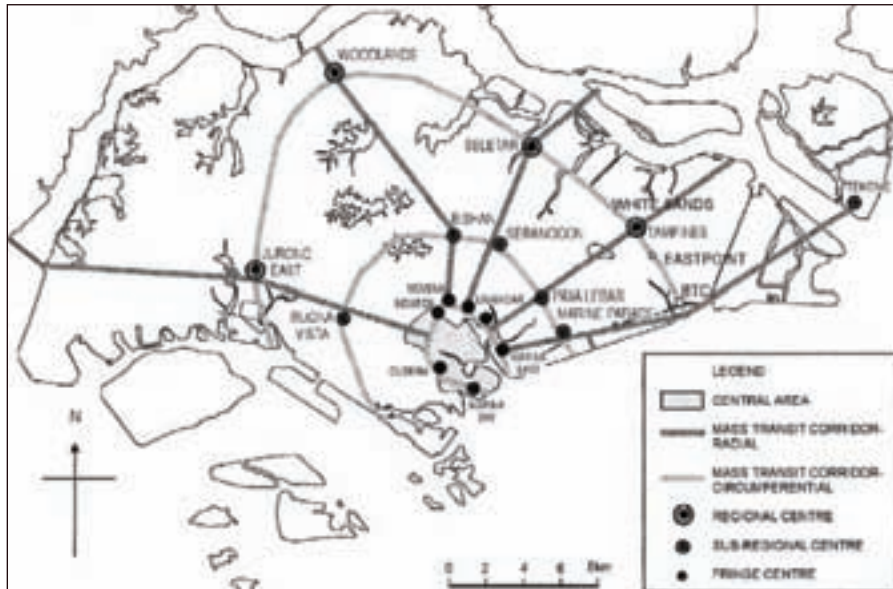 WOODLANDS
SELETAR
WHITE SANDS
TAMPINES
TEKONG
BISHAN
SERANGOON
EASTPOINT
JURONG
EAST
PAYA LEBAR
MARINE PARADE
BUONA
VISTA
NOVENA
N
LEGEND
CENTRAL AREA
MASS TRANSIT CORRIDOR-
RADIAL
MASS TRANSIT CORRIDOR-
CIRCUMFERENTIAL
REGIONAL CENTRE
SUB-REGIONAL CENTRE
FRINGE CENTRE
0 2 4 6 8km